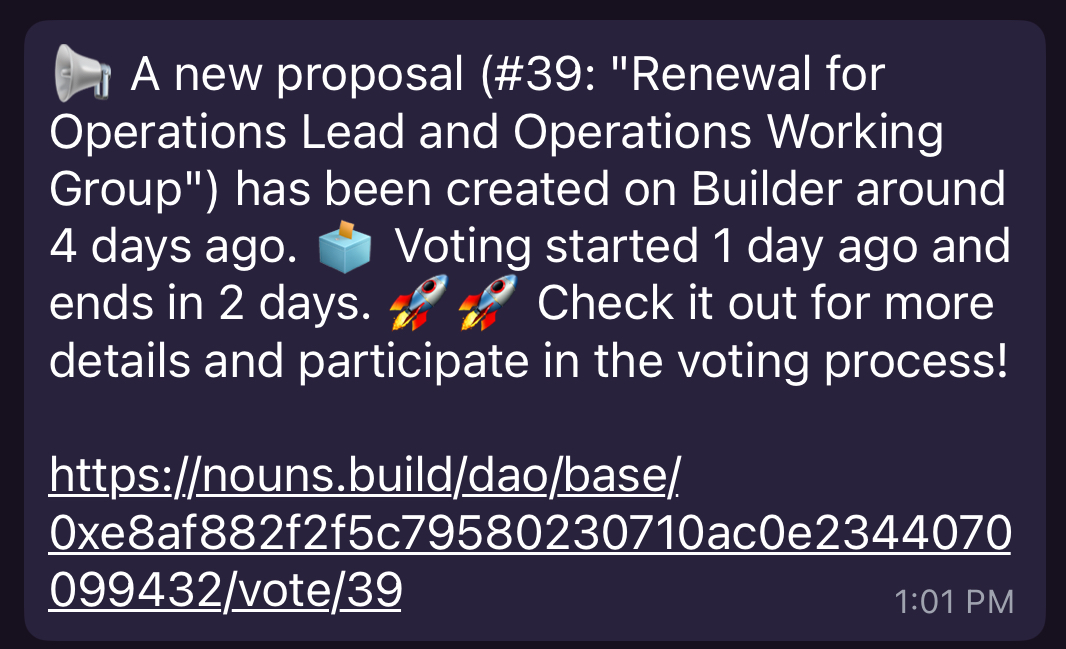 📢 A new proposal (#39: "Renewal for
Operations Lead and Operations Working
Group") has been created on Builder around
4 days ago. 🗳️ Voting started 1 day ago and
ends in 2 days. 🚀 🚀 Check it out for more
details and participate in the voting process!
https://nouns.build/dao/base/
0xe8af882f2f5c79580230710ac0e2344070
099432/vote/39
1:01 PM